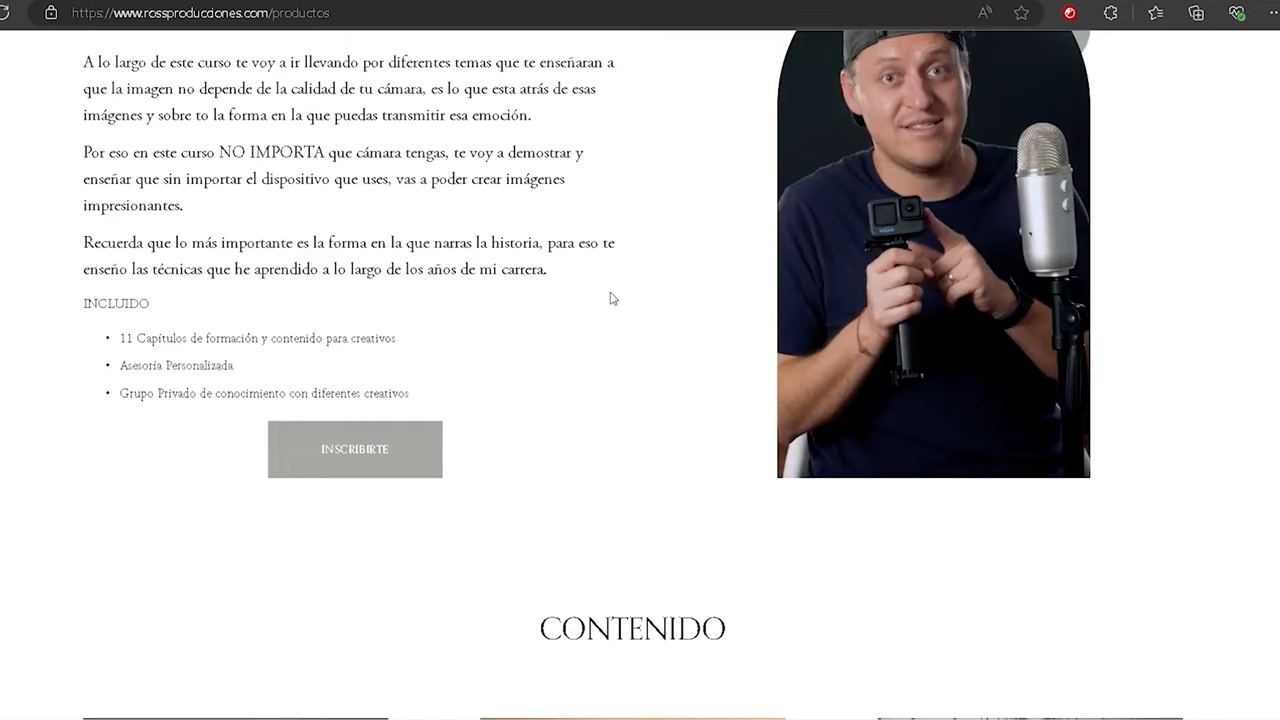 https://www.rossproducciones.com/productos
A lo largo de este curso te voy a ir llevando por diferentes temas que te enseñaran a
que la imagen no depende de la calidad de tu cámara, es lo que esta atrás de esas
imágenes y sobre to la forma en la que puedas transmitir esa emoción.
Por eso en este curso NO IMPORTA que cámara tengas, te voy a demostrar y
enseñar que sin importar el dispositivo que uses, vas a poder crear imágenes
impresionantes.
Recuerda que lo más importante es la forma en la que narras la historia, para eso te
enseño las técnicas que he aprendido a lo largo de los años de mi carrera.
INCLUIDO
• 11 Capítulos de formación y contenido para creativos
• Asesoría Personalizada
• Grupo Privado de conocimiento con diferentes creativos
INSCRIBIRTE
CONTENIDO